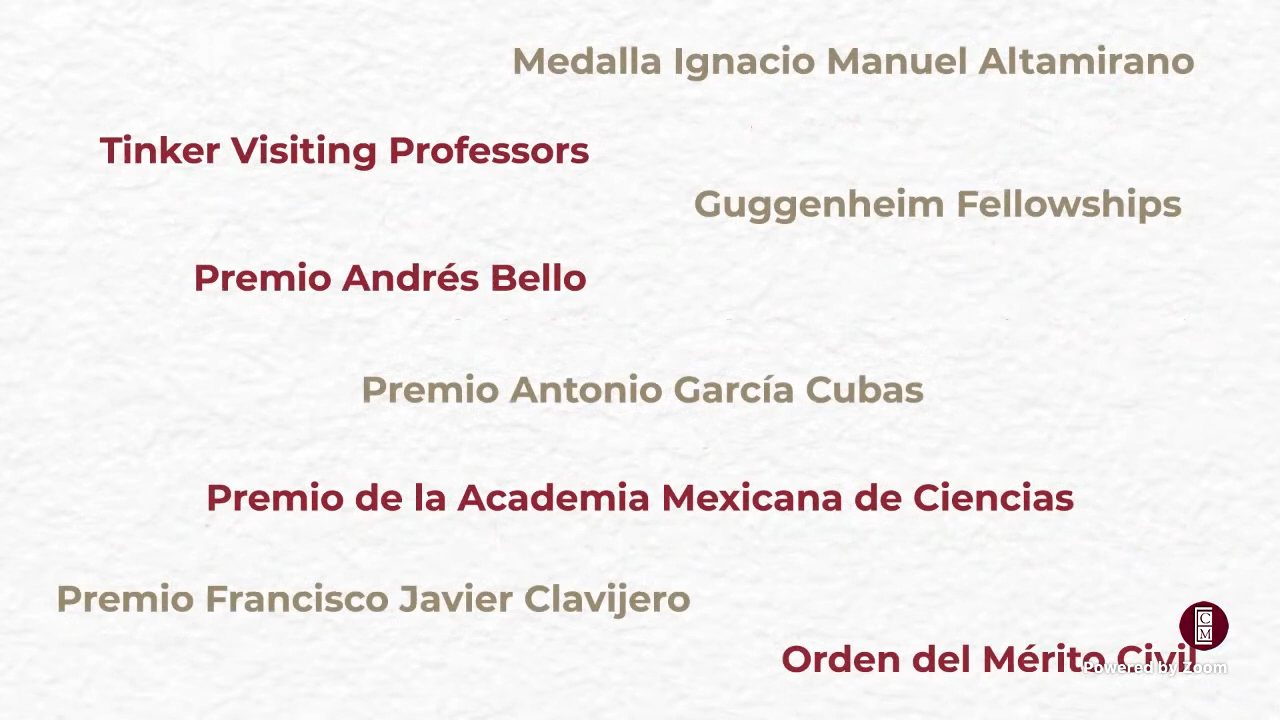 Medalla Ignacio Manuel Altamirano
Tinker Visiting Professors
Guggenheim Fellowships
Premio Andrés Bello
Premio Antonio García Cubas
Premio de la Academia Mexicana de Ciencias
Premio Francisco Javier Clavijero
CM
Orden del Mérito Civil
Powered by Zoom